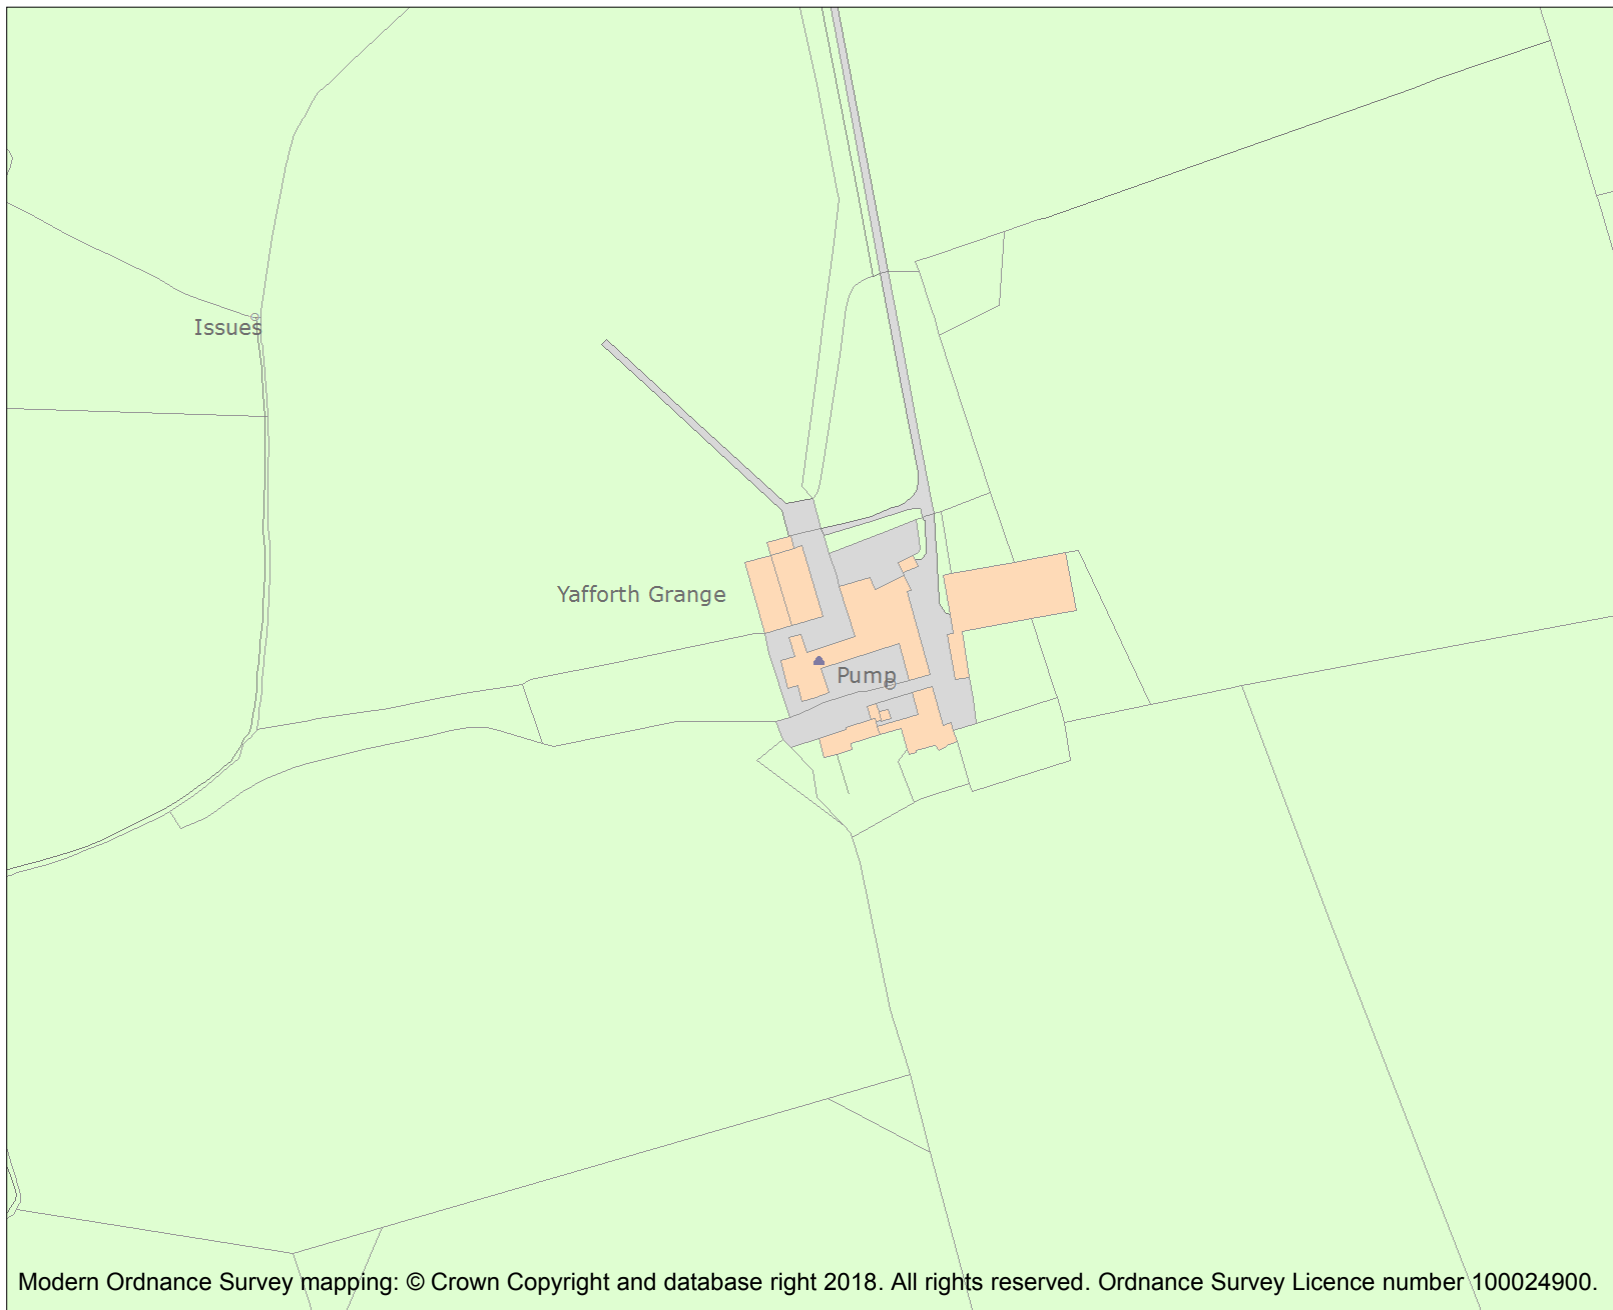 Issues
Yafforth Grange
Pump
Modern Ordnance Survey mapping: © Crown Copyright and database right 2018. All rights reserved. Ordnance Survey Licence number 100024900.